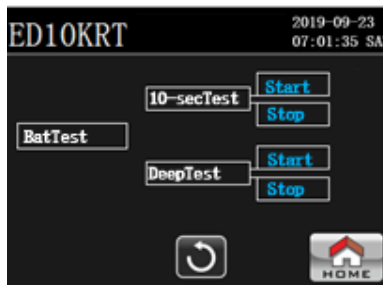 ED10KRT
2019-09-23
07:01:35 SA
10-secTest
Start
Stop
BatTest
DeepTest
Start
Stop
HOME